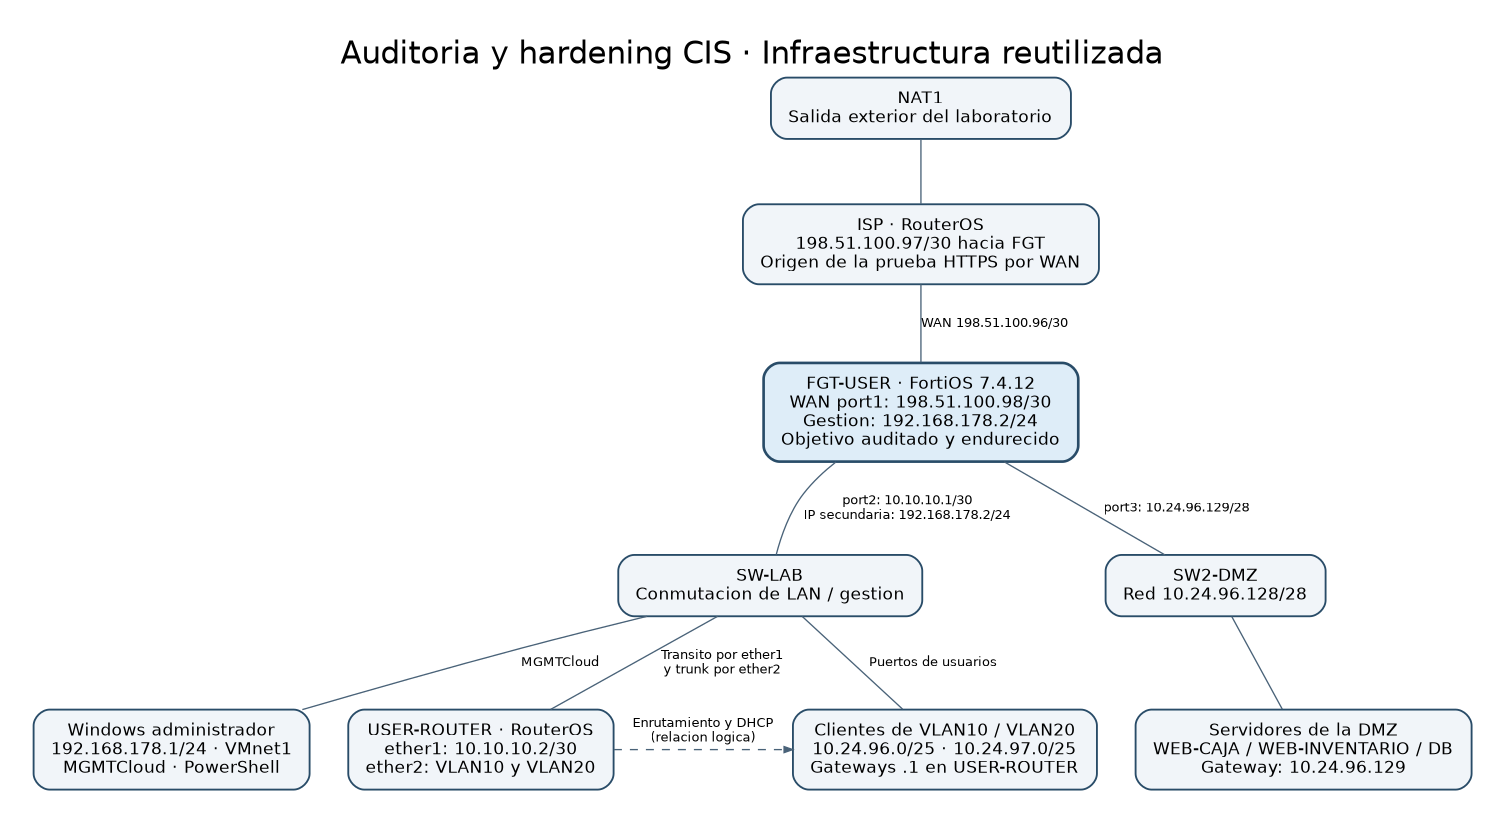 Auditoria y hardening CIS · Infraestructura reutilizada
NAT1
Salida exterior del laboratorio
ISP · RouterOS
198.51.100.97/30 hacia FGT
Origen de la prueba HTTPS por WAN
WAN 198.51.100.96/30
FGT-USER · FortiOS 7.4.12
WAN port1: 198.51.100.98/30
Gestion: 192.168.178.2/24
Objetivo auditado y endurecido
port2: 10.10.10.1/30
IP secundaria: 192.168.178.2/24
port3: 10.24.96.129/28
SW-LAB
Conmutacion de LAN / gestion
SW2-DMZ
Red 10.24.96.128/28
MGMTCloud
Transito por ether1
y trunk por ether2
Puertos de usuarios
Windows administrador
192.168.178.1/24 · VMnet1
MGMTCloud · PowerShell
USER-ROUTER · RouterOS
ether1: 10.10.10.2/30
ether2: VLAN10 y VLAN20
Enrutamiento y DHCP
(relacion logica)
Clientes de VLAN10 / VLAN20
10.24.96.0/25 · 10.24.97.0/25
Gateways .1 en USER-ROUTER
Servidores de la DMZ
WEB-CAJA / WEB-INVENTARIO / DB
Gateway: 10.24.96.129